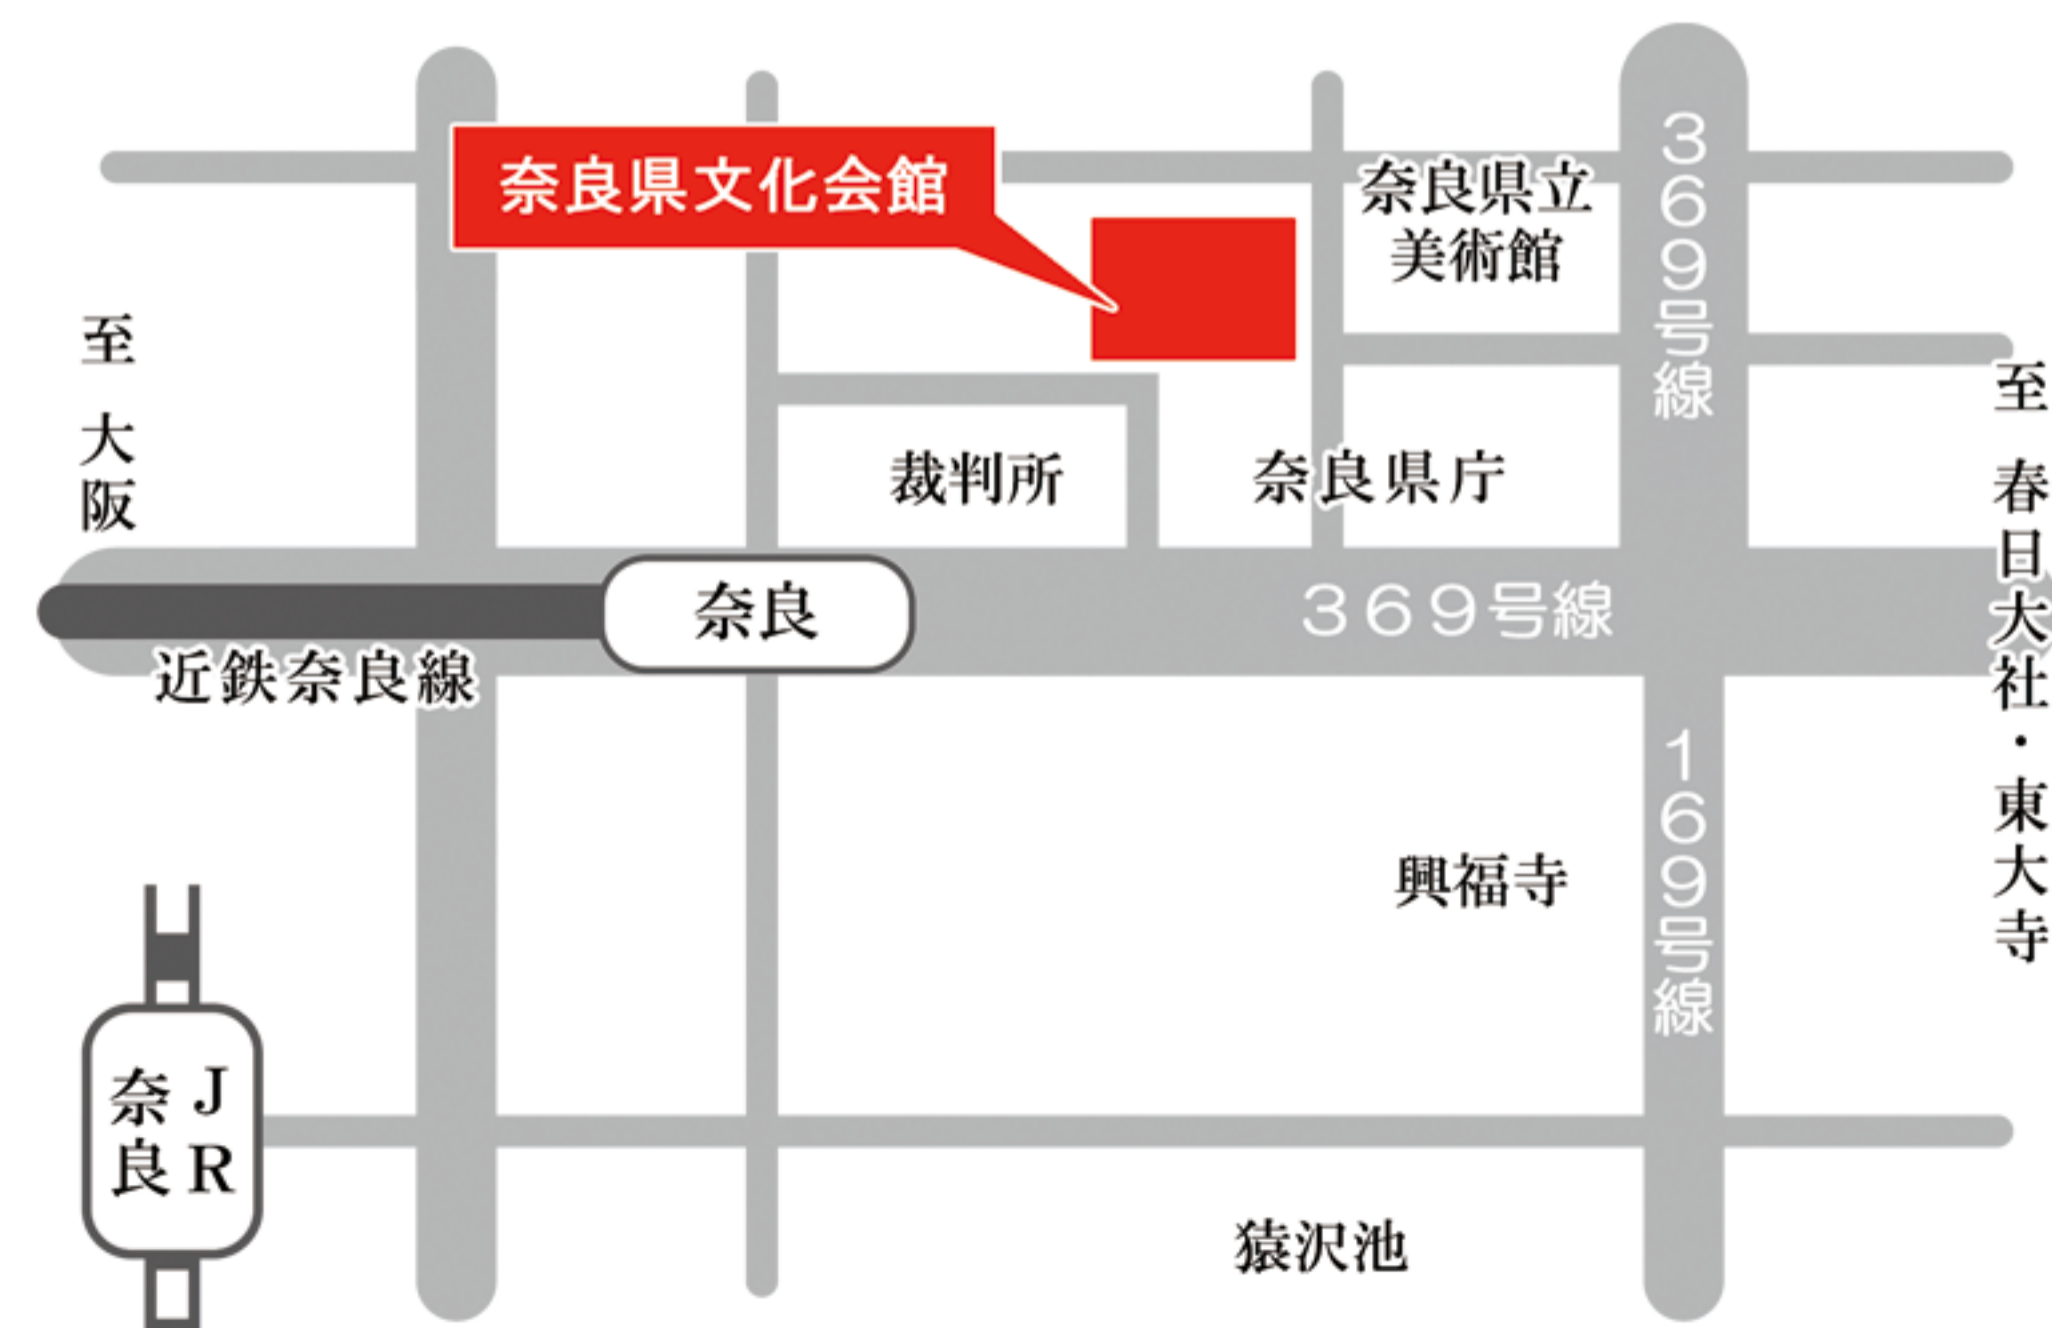 奈良県文化会館
奈良県立
美術館
369号線
至 大阪
至 春日大社・東大寺
裁判所
奈良県庁
奈良
369号線
近鉄奈良線
169号線
興福寺
JR
奈良
猿沢池